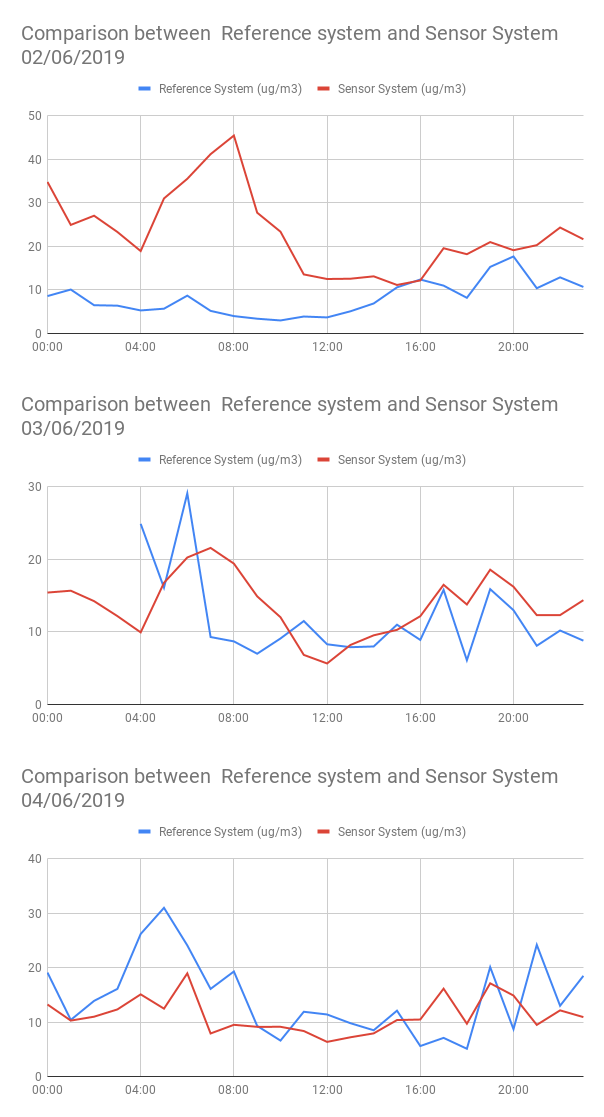 Comparison between  Reference system and Sensor System
02/06/2019
Reference System (ug/m3) Sensor System (ug/m3)
50
40
30
20
10
0
00:00 04:00 08:00 12:00 16:00 20:00
Comparison between  Reference system and Sensor System
03/06/2019
Reference System (ug/m3) Sensor System (ug/m3)
30
20
10
0
00:00 04:00 08:00 12:00 16:00 20:00
Comparison between  Reference system and Sensor System
04/06/2019
Reference System (ug/m3) Sensor System (ug/m3)
40
30
20
10
0
00:00 04:00 08:00 12:00 16:00 20:00